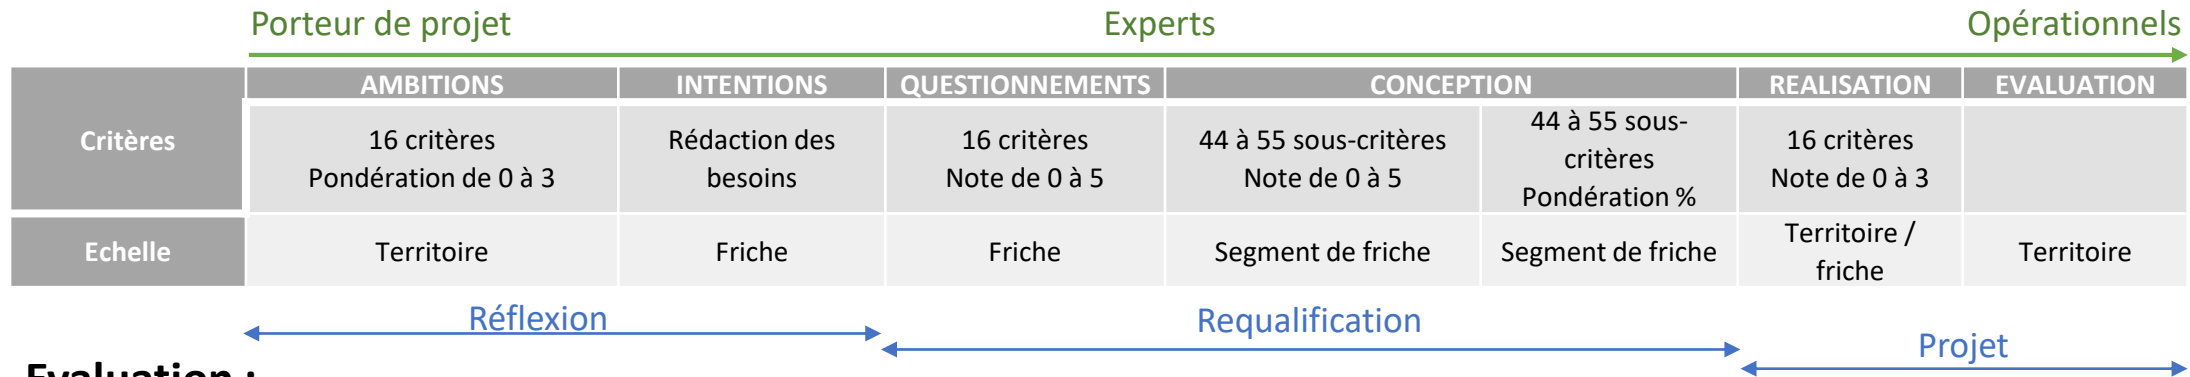 Porteur de projet Experts Opérationnels
AMBITIONS INTENTIONS QUESTIONNEMENTS CONCEPTION REALISATION EVALUATION
Critères
16 critères
Pondération de 0 à 3
Rédaction des
besoins
16 critères
Note de 0 à 5
44 à 55 sous-critères
Note de 0 à 5
44 à 55 sous-
critères
Pondération %
16 critères
Note de 0 à 3
Echelle
Territoire
Friche
Friche
Segment de friche
Segment de friche
Territoire /
friche
Territoire
Réflexion
Requalification
Projet
Evaluation :